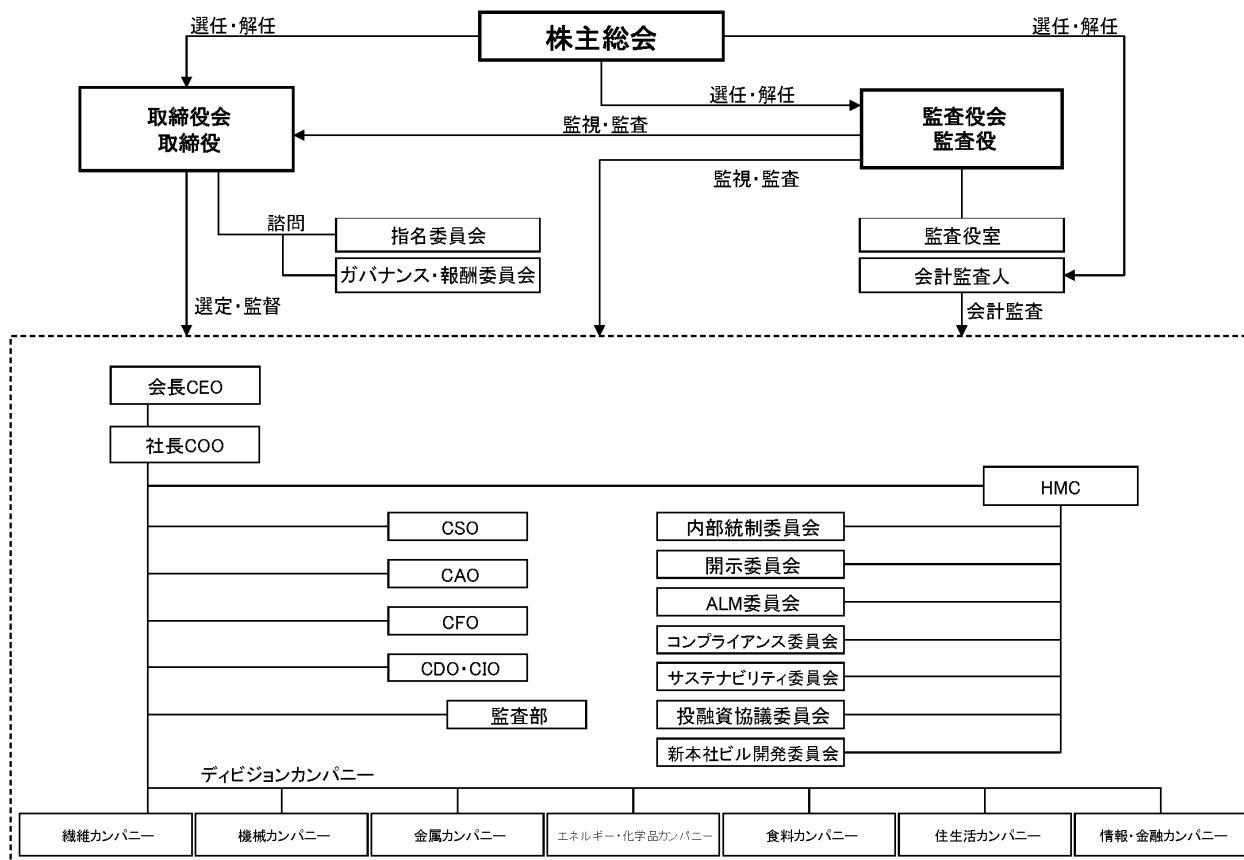 株主総会
選任・解任
選任・解任
選任・解任
取締役会
取締役
監査役会
監査役
監視・監査
監視・監査
諮問
指名委員会
ガバナンス・報酬委員会
監査役室
会計監査人
選定・監督
会計監査
会長CEO
社長COO
HMC
CSO
CAO
CFO
CDO・CIO
監査部
内部統制委員会
開示委員会
ALM委員会
コンプライアンス委員会
サステナビリティ委員会
投融資協議委員会
新本社ビル開発委員会
ディビジョンカンパニー
繊維カンパニー
機械カンパニー
金属カンパニー
エネルギー・化学品カンパニー
食料カンパニー
住生活カンパニー
情報・金融カンパニー